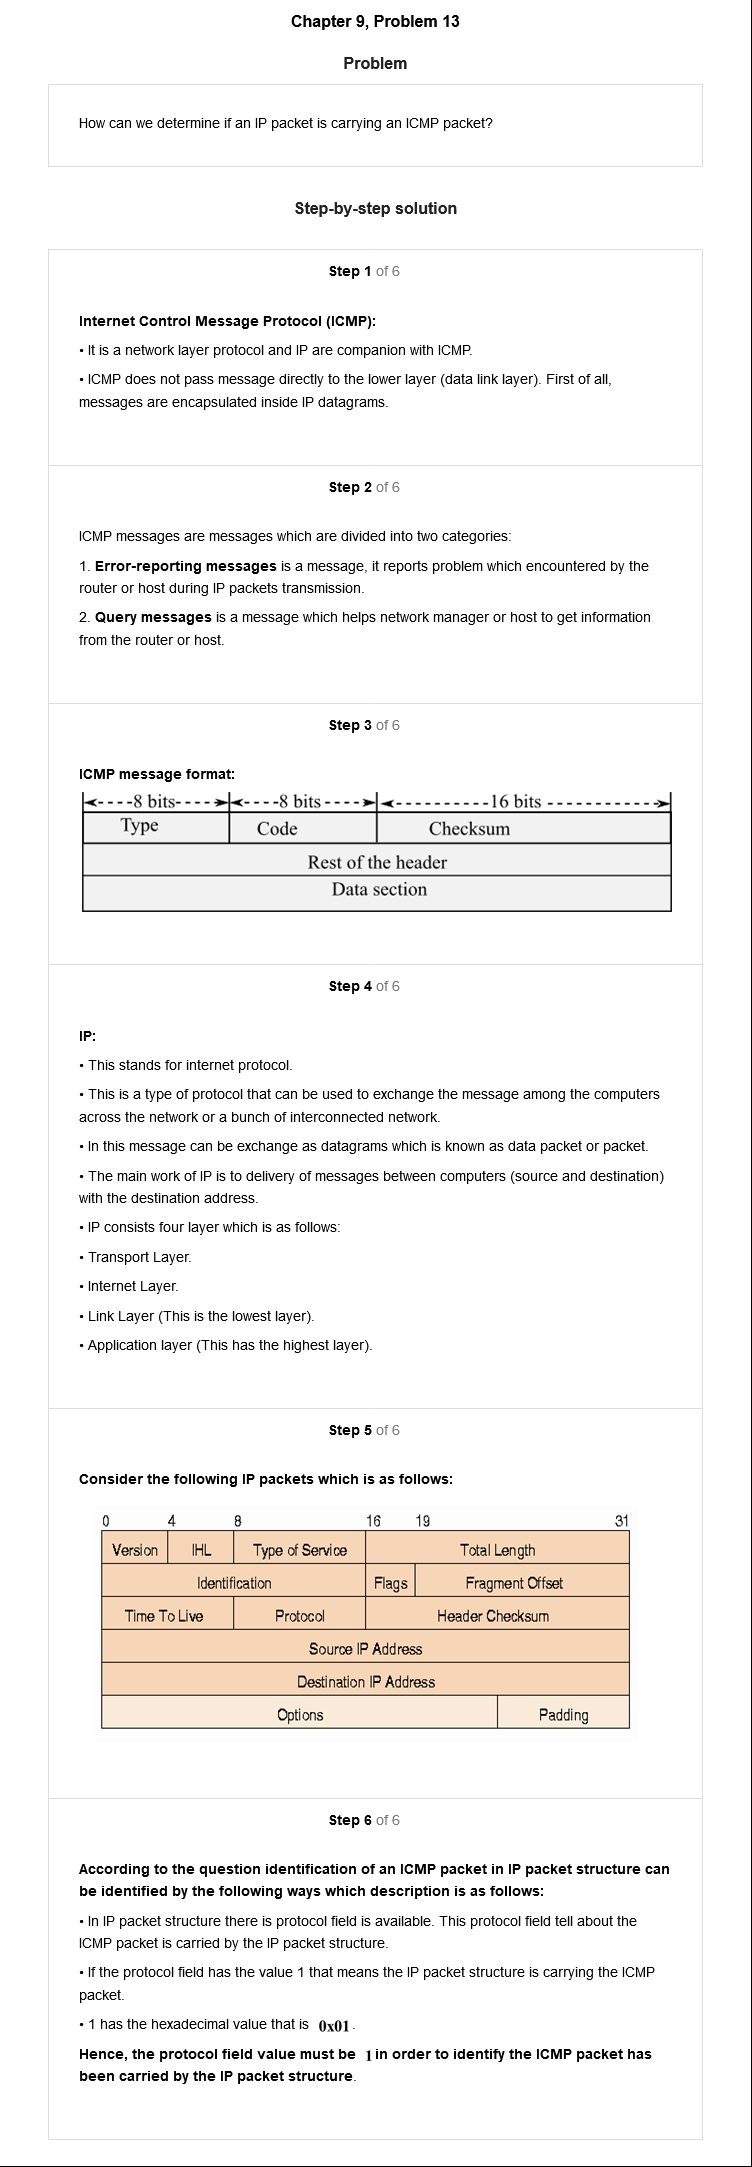 Chapter 9, Problem 13
Problem
How can we determine if an IP packet is carrying an ICMP packet?
Step-by-step solution
Step 1 of 6
Internet Control Message Protocol (ICMP):
• It is a network layer protocol and IP are companion with ICMP.
• ICMP does not pass message directly to the lower layer (data link layer). First of all,
messages are encapsulated inside IP datagrams.
Step 2 of 6
ICMP messages are messages which are divided into two categories:
1. Error-reporting messages is a message, it reports problem which encountered by the
router or host during IP packets transmission.
2. Query messages is a message which helps network manager or host to get information
from the router or host.
Step 3 of 6
ICMP message format:
8 bits 8 bits 16 bits
Type Code Checksum
Rest of the header
Data section
Step 4 of 6
IP:
• This stands for internet protocol.
• This is a type of protocol that can be used to exchange the message among the computers
across the network or a bunch of interconnected network.
• In this message can be exchange as datagrams which is known as data packet or packet.
• The main work of IP is to delivery of messages between computers (source and destination)
with the destination address.
• IP consists four layer which is as follows:
• Transport Layer.
• Internet Layer.
• Link Layer (This is the lowest layer).
• Application layer (This has the highest layer).
Step 5 of 6
Consider the following IP packets which is as follows:
0 4 8 16 19 31
Version IHL Type of Service Total Length
Identification Flags Fragment Offset
Time To Live Protocol Header Checksum
Source IP Address
Destination IP Address
Options Padding
Step 6 of 6
According to the question identification of an ICMP packet in IP packet structure can
be identified by the following ways which description is as follows:
• In IP packet structure there is protocol field is available. This protocol field tell about the
ICMP packet is carried by the IP packet structure.
• If the protocol field has the value 1 that means the IP packet structure is carrying the ICMP
packet.
• 1 has the hexadecimal value that is 0x01.
Hence, the protocol field value must be 1 in order to identify the ICMP packet has
been carried by the IP packet structure.